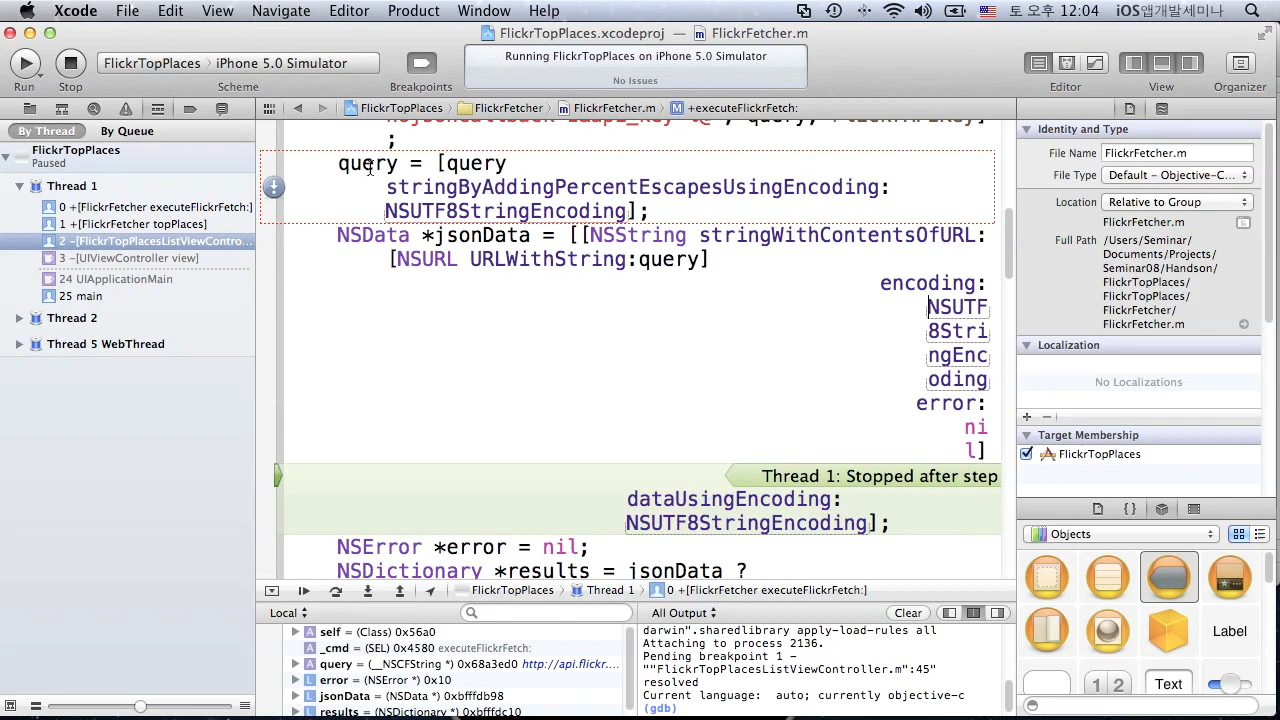 Xcode File Edit View Navigate Editor Product Window Help 토 오후 12:04 iOS앱개발세미나
FlickrTopPlaces.xcodeproj — FlickrFetcher.m
FlickrTopPlaces iPhone 5.0 Simulator
Running FlickrTopPlaces on iPhone 5.0 Simulator
No Issues
Run Stop Scheme Breakpoints Editor View Organizer
FlickrTopPlaces FlickrFetcher FlickrFetcher.m +executeFlickrFetch:
By Thread By Queue
FlickrTopPlaces
Paused
Thread 1
0 +[FlickrFetcher executeFlickrFetch:]
1 +[FlickrFetcher topPlaces]
2 -[FlickrTopPlacesListViewContro...
3 -[UIViewController view]
24 UIApplicationMain
25 main
Thread 2
Thread 5 WebThread
;
query = [query
stringByAddingPercentEscapesUsingEncoding:
NSUTF8StringEncoding];
NSData *jsonData = [[NSString stringWithContentsOfURL:
[NSURL URLWithString:query]
encoding:
NSUTF
8Stri
ngEnc
oding
error:
ni
l]
Thread 1: Stopped after step
dataUsingEncoding:
NSUTF8StringEncoding];
NSError *error = nil;
NSDictionary *results = jsonData ?
FlickrTopPlaces Thread 1 0 +[FlickrFetcher executeFlickrFetch:]
Local All Output Clear
A self = (Class) 0x56a0
A _cmd = (SEL) 0x4580 executeFlickrFetch:
A query = (__NSCFString *) 0x68a3ed0 http://api.flickr....
L error = (NSError *) 0x10
L jsonData = (NSData *) 0xbfffdb98
L results = (NSDictionary *) 0xbfffdc10
darwin".sharedlibrary apply-load-rules all
Attaching to process 2136.
Pending breakpoint 1 -
""FlickrTopPlacesListViewController.m":45"
resolved
Current language:  auto; currently objective-c
(gdb)
Identity and Type
File Name FlickrFetcher.m
File Type Default - Objective-C...
Location Relative to Group
FlickrFetcher.m
Full Path /Users/Seminar/
Documents/Projects/
Seminar08/Handson/
FlickrTopPlaces/
FlickrTopPlaces/
FlickrFetcher/
FlickrFetcher.m
Localization
No Localizations
Target Membership
FlickrTopPlaces
Objects
Label
1 2
Text